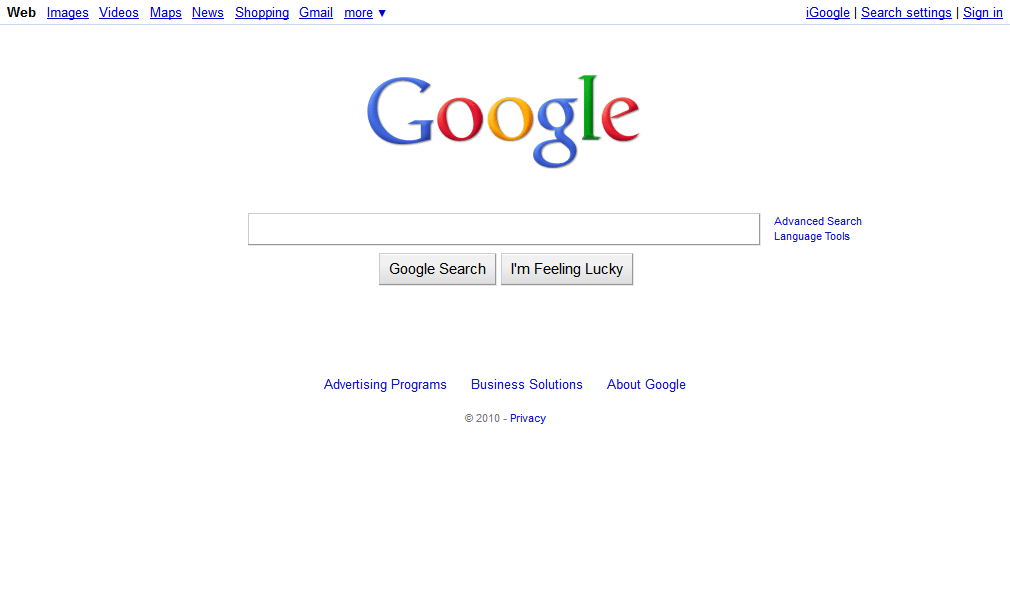 Web Images Videos Maps News Shopping Gmail more ▼ iGoogle | Search settings | Sign in
Google
Advanced Search
Language Tools
Google Search I'm Feeling Lucky
Advertising Programs Business Solutions About Google
© 2010 - Privacy